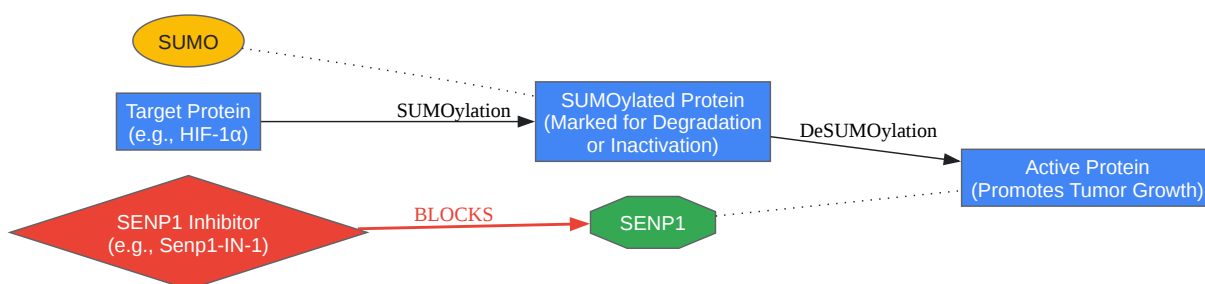 SUMO
Target Protein
(e.g., HIF-1α)
SUMOylation
SUMOylated Protein
(Marked for Degradation
or Inactivation)
DeSUMOylation
Active Protein
(Promotes Tumor Growth)
SENP1 Inhibitor
(e.g., Senp1-IN-1)
BLOCKS
SENP1